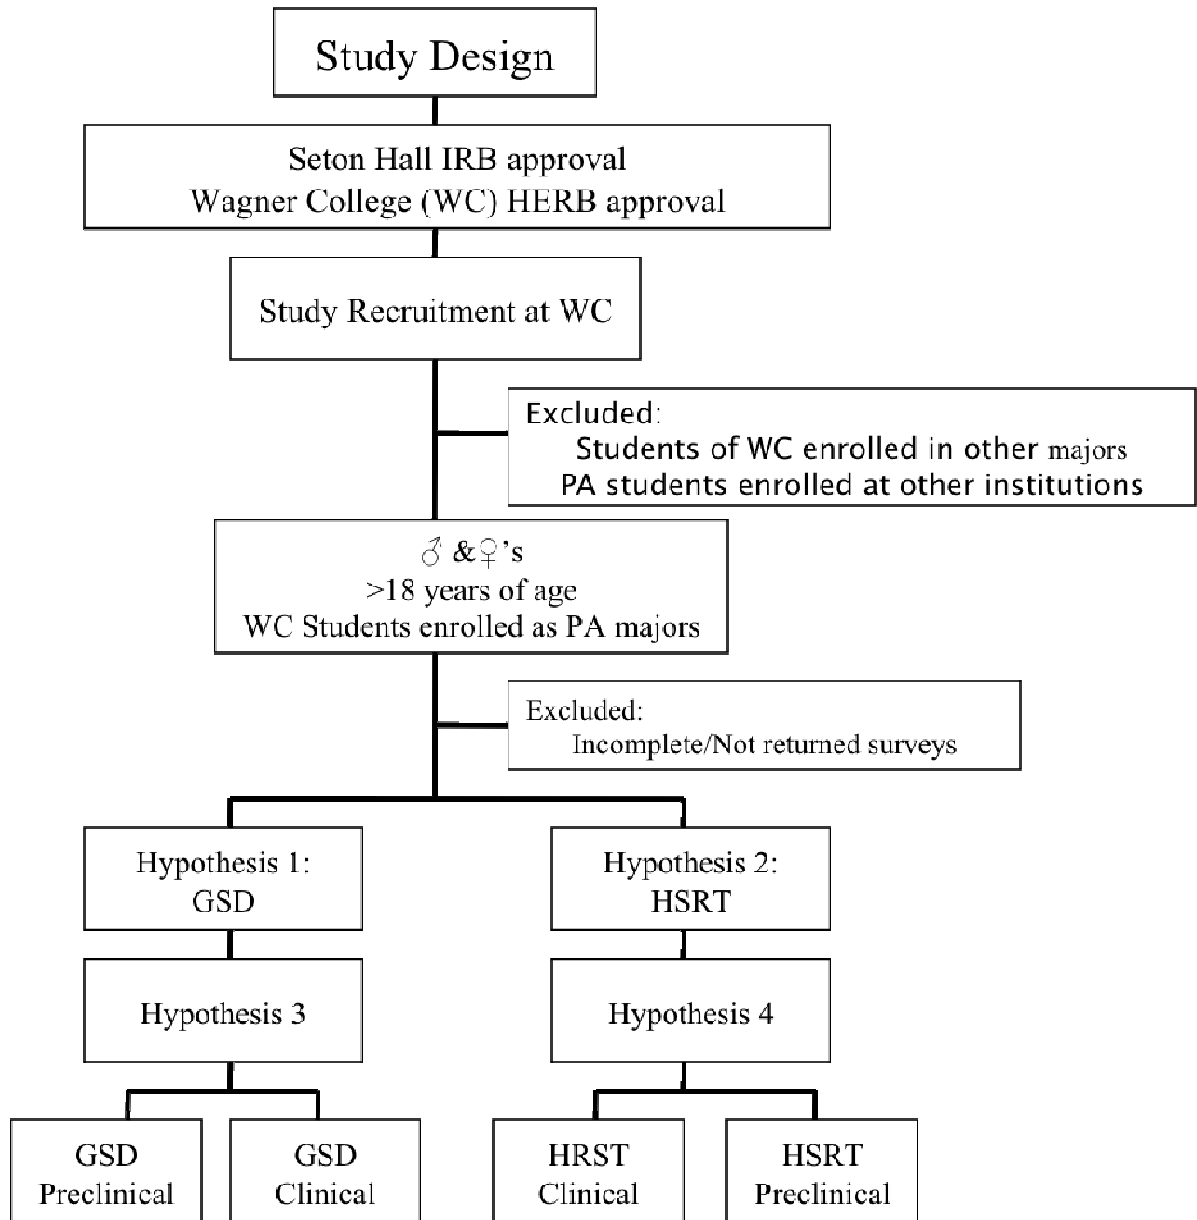 Study Design
Seton Hall IRB approval
Wagner College (WC) HERB approval
Study Recruitment at WC
Excluded:
Students of WC enrolled in other majors
PA students enrolled at other institutions
♂ &♀'s
>18 years of age
WC Students enrolled as PA majors
Excluded:
Incomplete/Not returned surveys
Hypothesis 1:
GSD
Hypothesis 2:
HSRT
Hypothesis 3
Hypothesis 4
GSD
Preclinical
GSD
Clinical
HRST
Clinical
HSRT
Preclinical